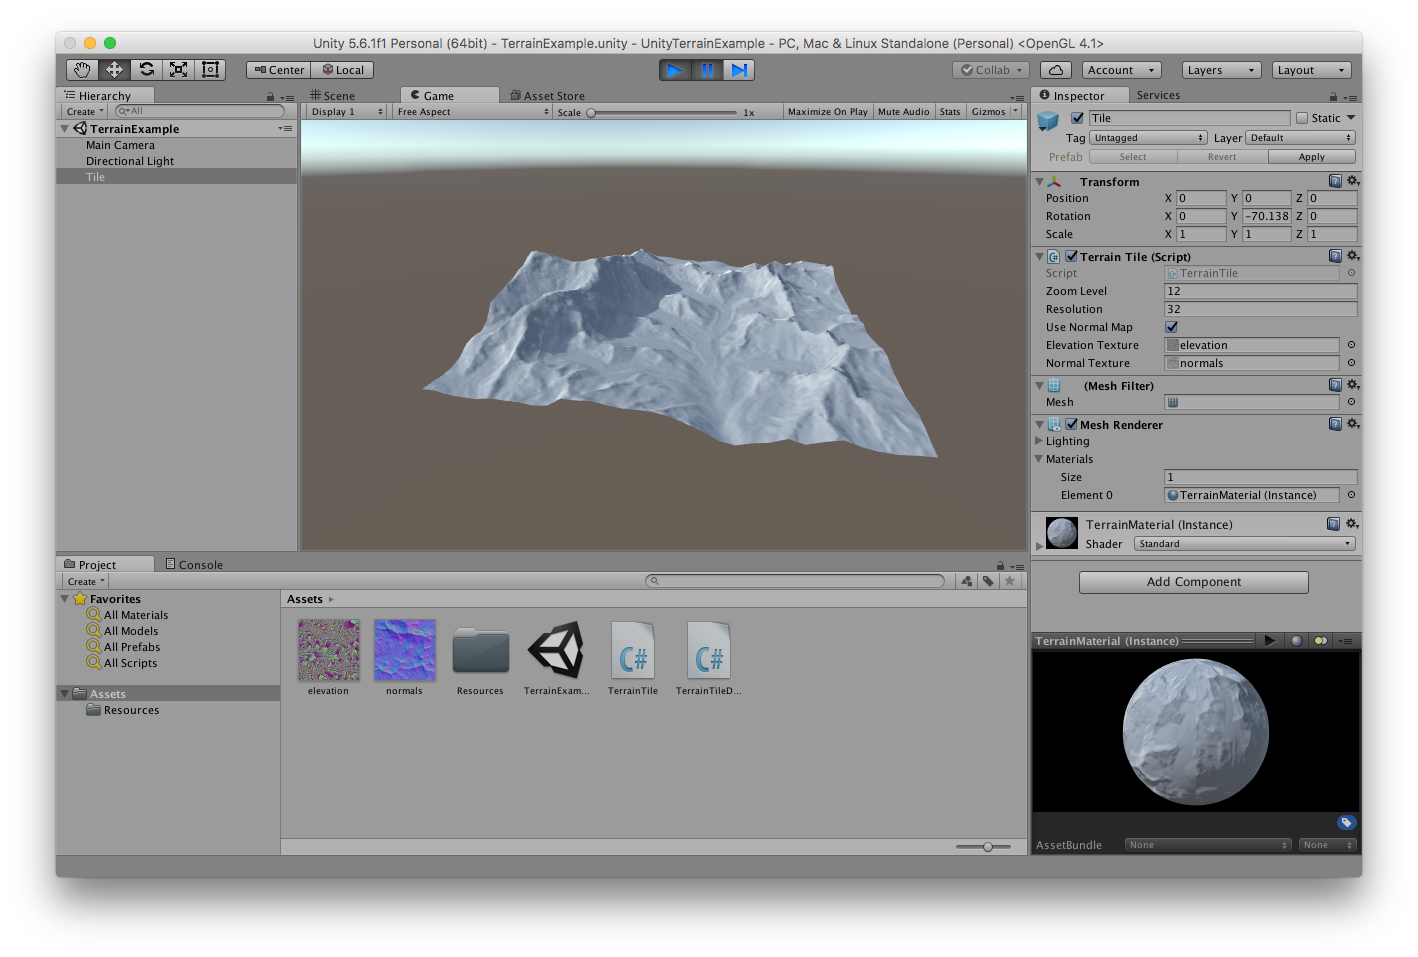 Unity 5.6.1f1 Personal (64bit) - TerrainExample.unity - UnityTerrainExample - PC, Mac & Linux Standalone (Personal) <OpenGL 4.1>
Center Local Collab Account Layers Layout
Hierarchy
Create All
TerrainExample
Main Camera
Directional Light
Tile
Scene Game Asset Store
Display 1 Free Aspect Scale 1x Maximize On Play Mute Audio Stats Gizmos
Inspector Services
Tile Static
Tag Untagged Layer Default
Prefab Select Revert Apply
Transform
Position X 0 Y 0 Z 0
Rotation X 0 Y -70.138 Z 0
Scale X 1 Y 1 Z 1
C# Terrain Tile (Script)
Script TerrainTile
Zoom Level 12
Resolution 32
Use Normal Map
Elevation Texture elevation
Normal Texture normals
(Mesh Filter)
Mesh
Mesh Renderer
Lighting
Materials
Size 1
Element 0 TerrainMaterial (Instance)
TerrainMaterial (Instance)
Shader Standard
Add Component
TerrainMaterial (Instance)
AssetBundle None None
Project Console
Create
Favorites
All Materials
All Models
All Prefabs
All Scripts
Assets
Resources
Assets
C# C#
elevation normals Resources TerrainExam... TerrainTile TerrainTileD...